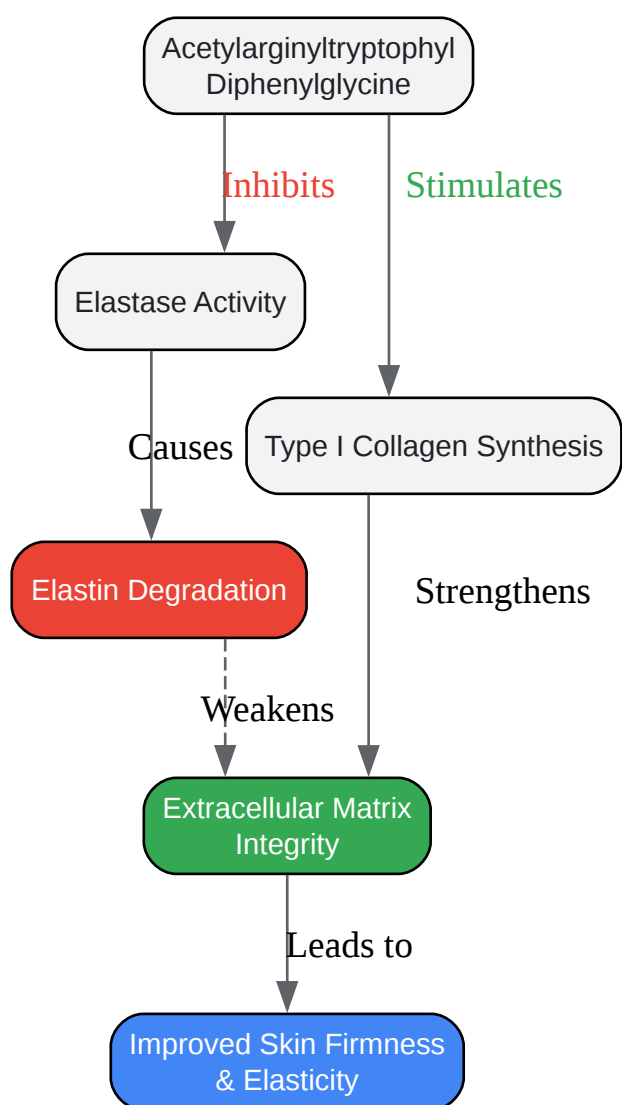 Acetylarginyltryptophyl
Diphenylglycine
Inhibits
Stimulates
Elastase Activity
Causes
Type I Collagen Synthesis
Elastin Degradation
Strengthens
Weakens
Extracellular Matrix
Integrity
Leads to
Improved Skin Firmness
& Elasticity